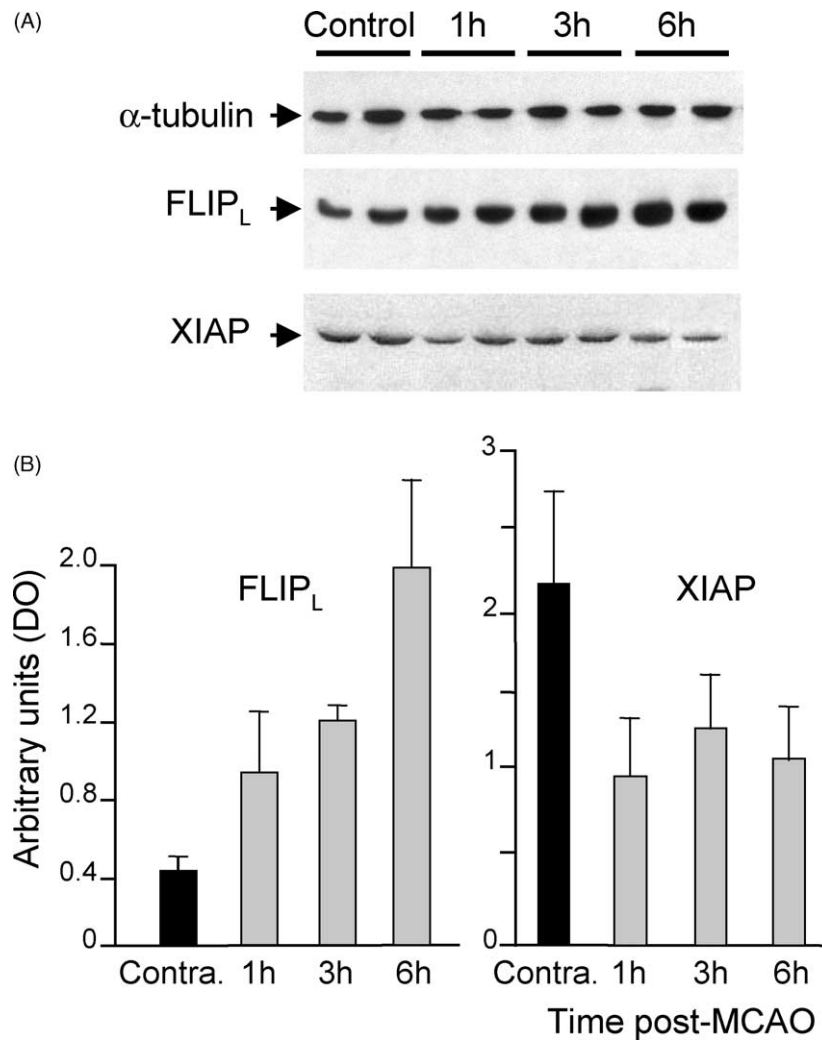 (A)
Control 1h 3h 6h
α-tubulin
FLIPL
XIAP
(B)
Arbitrary units (DO)
2.0
1.6
1.2
0.8
0.4
0
FLIPL
Contra. 1h 3h 6h
3
2
1
0
XIAP
Contra. 1h 3h 6h
Time post-MCAO